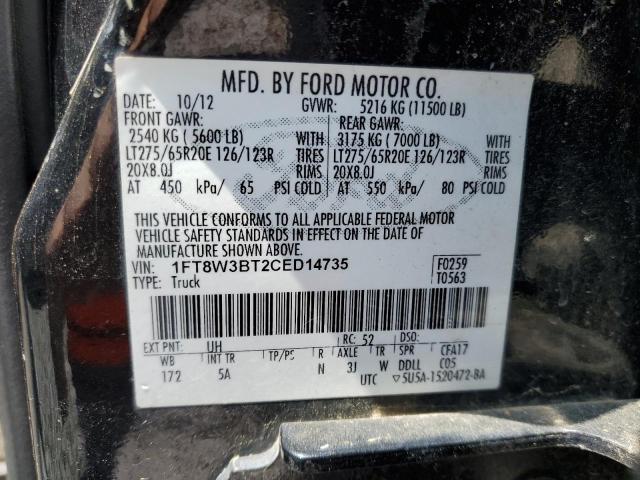 MFD. BY FORD MOTOR CO.
DATE: 10/12 GVWR: 5216 KG (11500 LB)
FRONT GAWR: REAR GAWR:
2540 KG (5600 LB) WITH 3175 KG (7000 LB) WITH
LT275/65R20E 126/123R TIRES LT275/65R20E 126/123R TIRES
20X8.0J RIMS 20X8.0J RIMS
AT 450 kPa/ 65 PSI COLD AT 550 kPa/ 80 PSI COLD
THIS VEHICLE CONFORMS TO ALL APPLICABLE FEDERAL MOTOR
VEHICLE SAFETY STANDARDS IN EFFECT ON THE DATE OF
MANUFACTURE SHOWN ABOVE.
VIN: 1FT8W3BT2CED14735 F0259
TYPE: Truck T0563
EXT PNT: UH RC: 52 DSO:
WB INT TR TP/PS R AXLE TR SPR CFA17
172 5A N 3J W DDLL C05
UTC ▽5U5A-1520472-BA